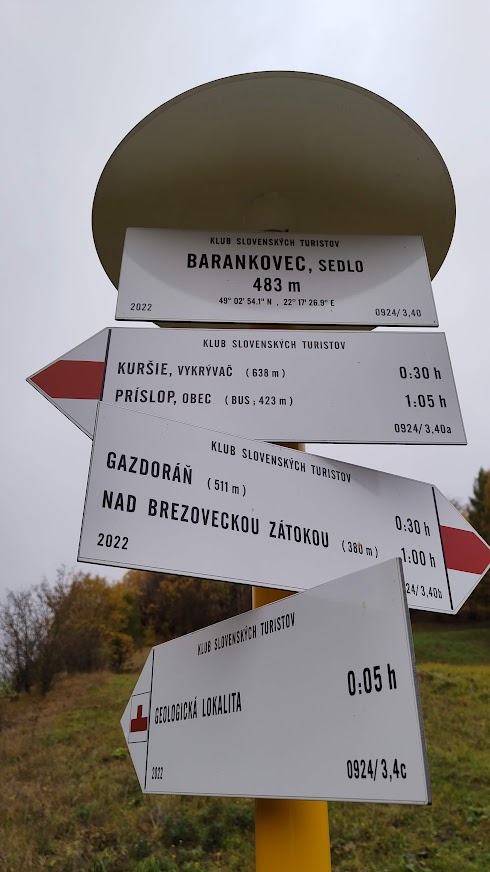 KLUB SLOVENSKÝCH TURISTOV
BARANKOVEC, SEDLO
483 m
49° 02' 54.1" N , 22° 17' 26.9" E
2022 0924/3,40
KLUB SLOVENSKÝCH TURISTOV
KURŠIE, VYKRÝVAČ (638 m) 0:30 h
PRÍSLOP, OBEC (BUS ; 423 m) 1:05 h
0924/3,40a
KLUB SLOVENSKÝCH TURISTOV
GAZDORÁŇ (511 m) 0:30 h
NAD BREZOVECKOU ZÁTOKOU (380 m) 1:00 h
2022 24/3,40b
KLUB SLOVENSKÝCH TURISTOV
GEOLOGICKÁ LOKALITA 0:05 h
2022 0924/3,4c